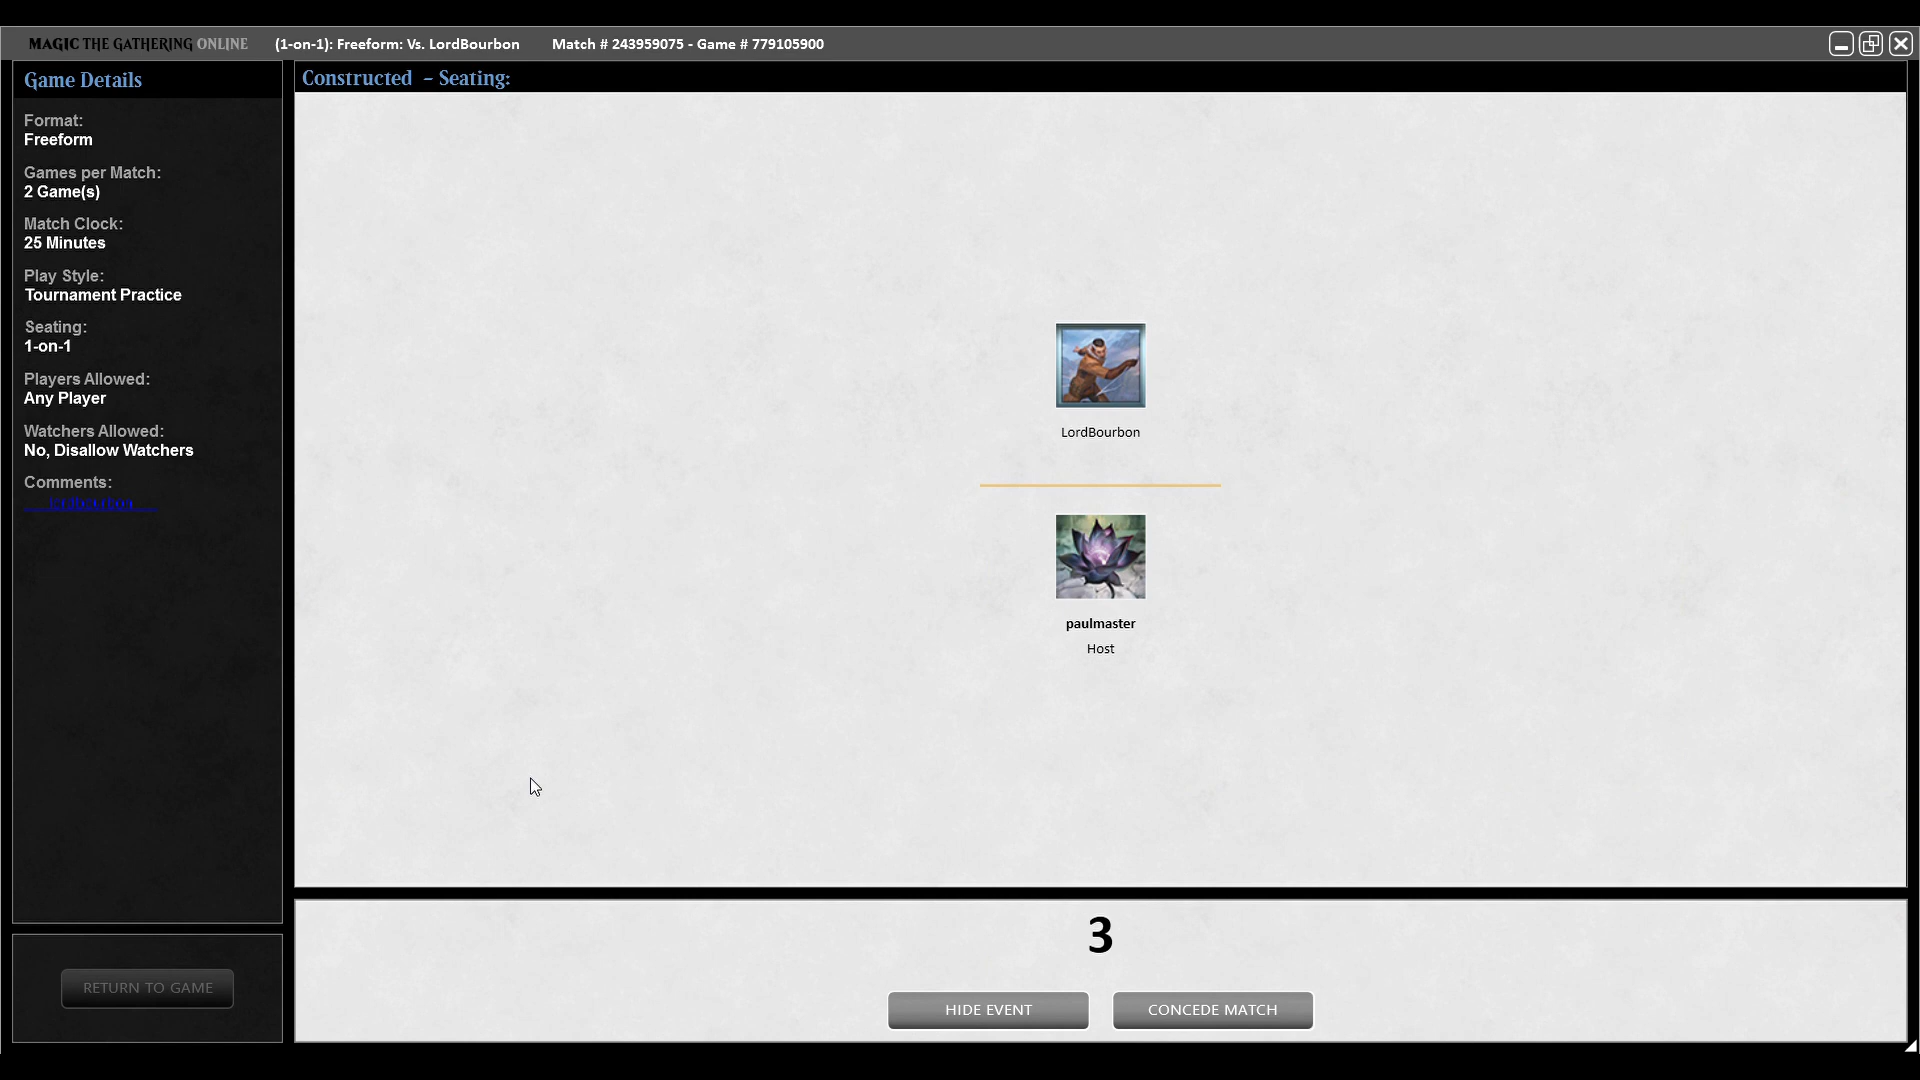 MAGIC THE GATHERING ONLINE (1-on-1): Freeform: Vs. LordBourbon Match # 243959075 - Game # 779105900
Game Details
Format:
Freeform
Games per Match:
2 Game(s)
Match Clock:
25 Minutes
Play Style:
Tournament Practice
Seating:
1-on-1
Players Allowed:
Any Player
Watchers Allowed:
No, Disallow Watchers
Comments:
___lordbourbon___
RETURN TO GAME
Constructed – Seating:
LordBourbon
paulmaster
Host
3
HIDE EVENT
CONCEDE MATCH